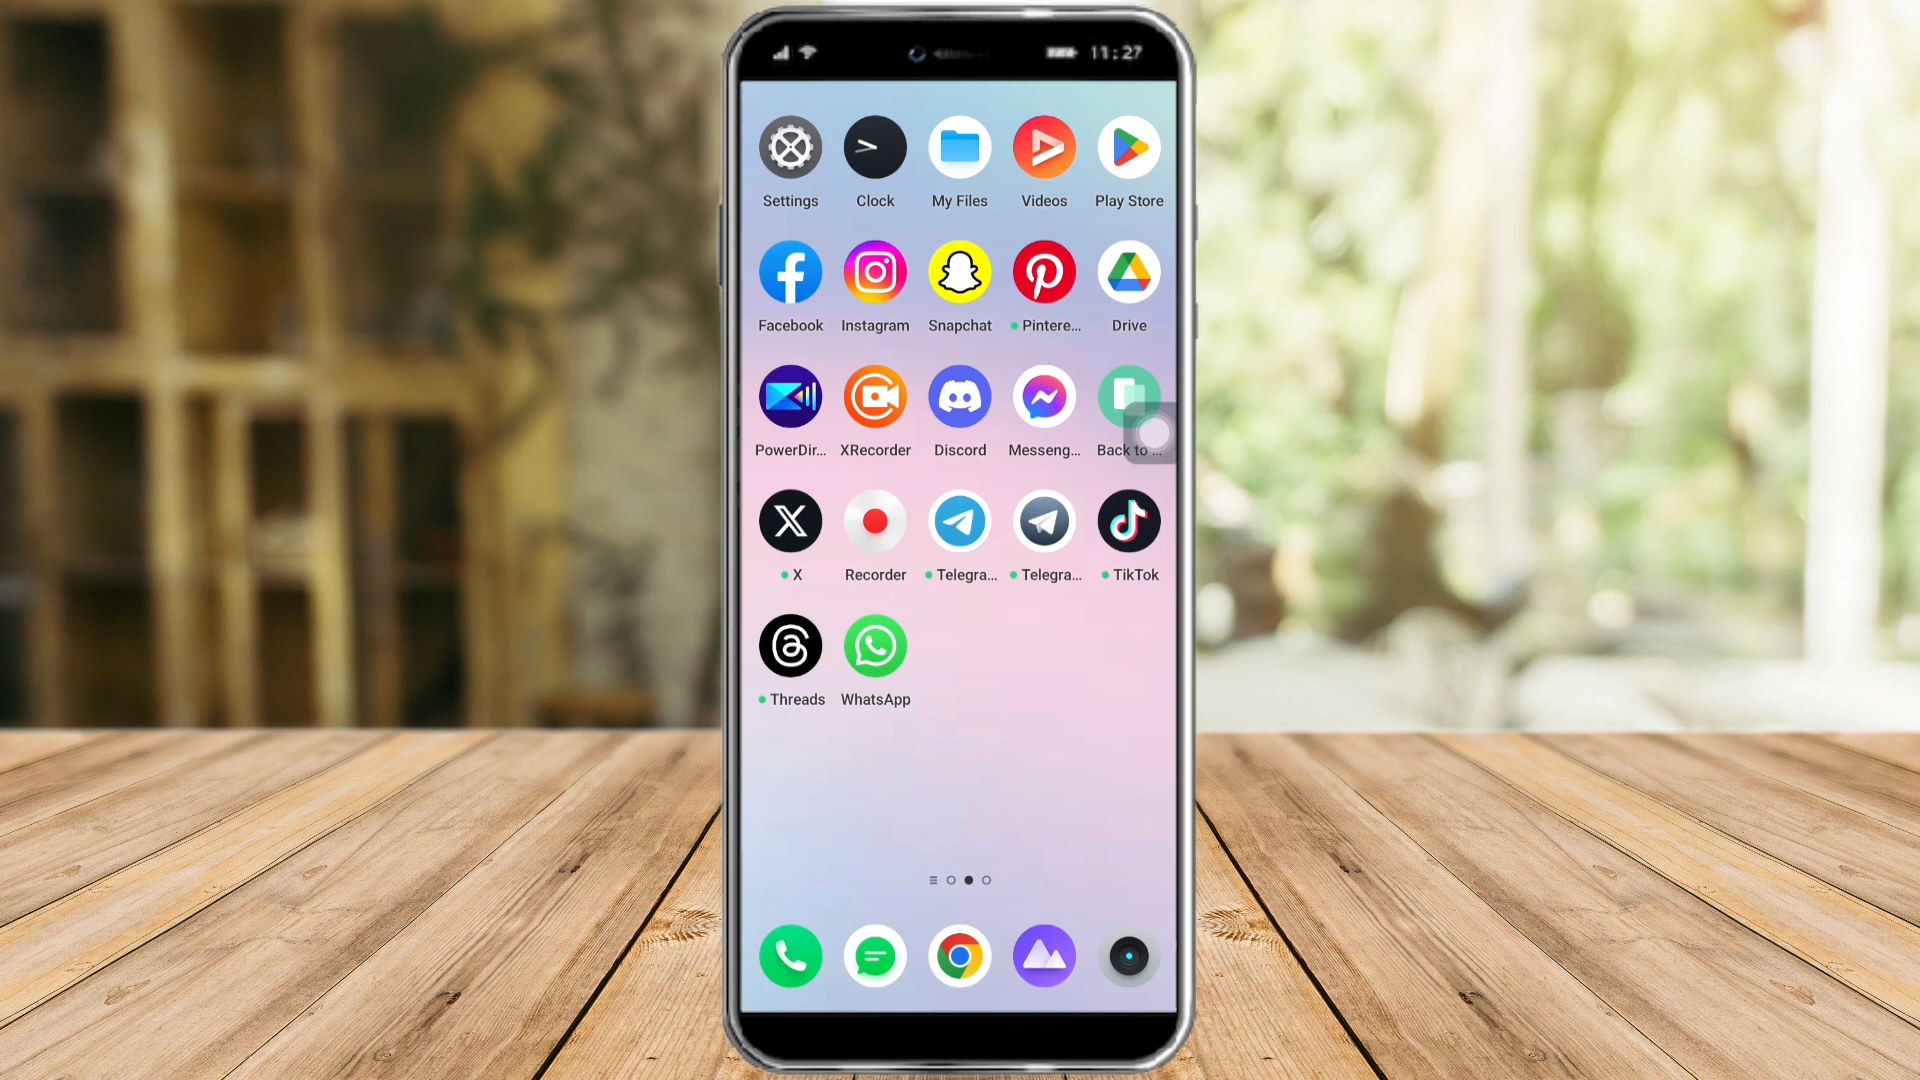 11:27
Settings Clock My Files Videos Play Store
Facebook Instagram Snapchat Pintere... Drive
PowerDir... XRecorder Discord Messeng... Back to ...
X Recorder Telegra... Telegra... TikTok
Threads WhatsApp